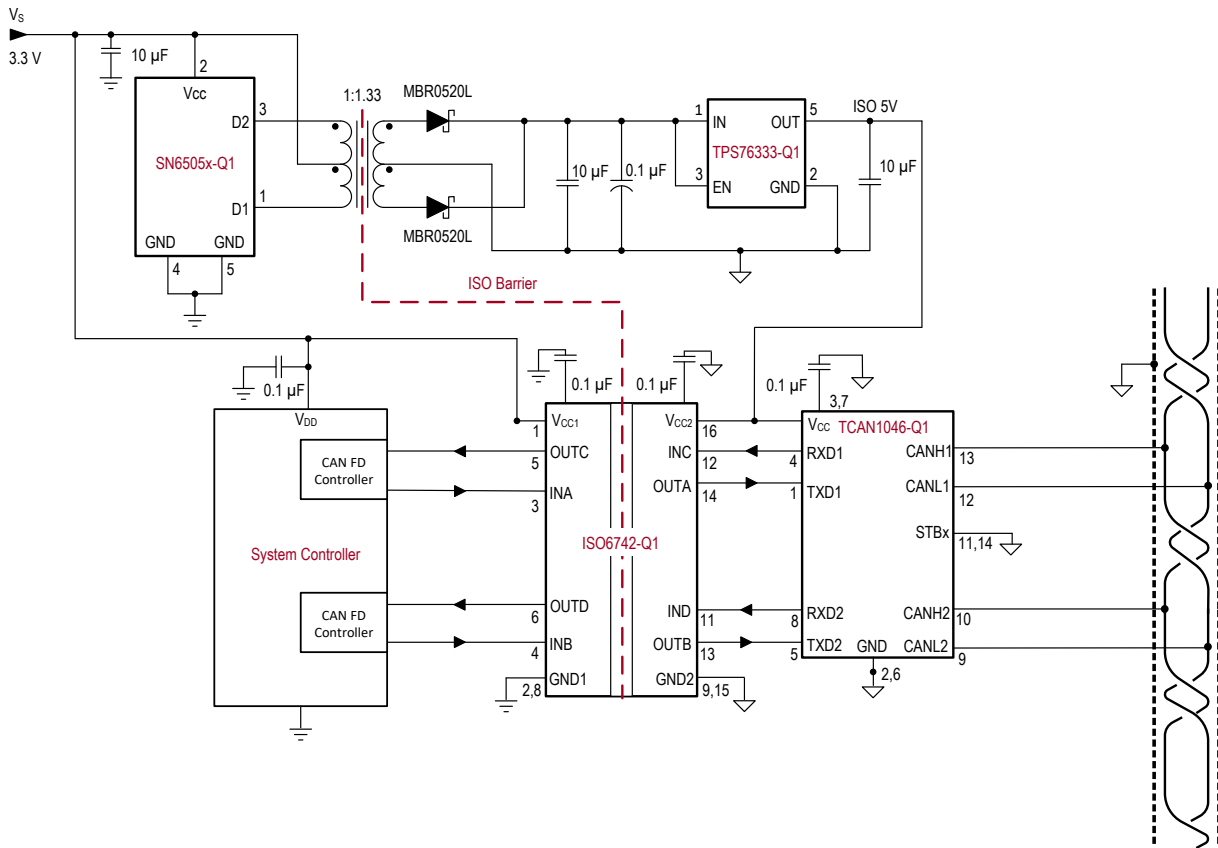 VS
3.3 V
10 µF
2
Vcc
3
D2
SN6505x-Q1
1
D1
GND
GND
4
5
1:1.33
MBR0520L
MBR0520L
10 µF
0.1 µF
1
IN
OUT
5
ISO 5V
TPS76333-Q1
3
EN
GND
2
10 µF
ISO Barrier
0.1 µF
VDD
CAN FD
Controller
System Controller
CAN FD
Controller
0.1 µF
0.1 µF
VCC1
1
OUTC
5
INA
3
ISO6742-Q1
OUTD
6
INB
4
GND1
2,8
VCC2
16
INC
12
OUTA
14
IND
11
OUTB
13
GND2
9,15
0.1 µF
3,7
VCC
TCAN1046-Q1
RXD1
4
TXD1
1
CANH1
13
CANL1
12
STBx
11,14
RXD2
8
TXD2
5
CANH2
10
CANL2
9
GND
2,6